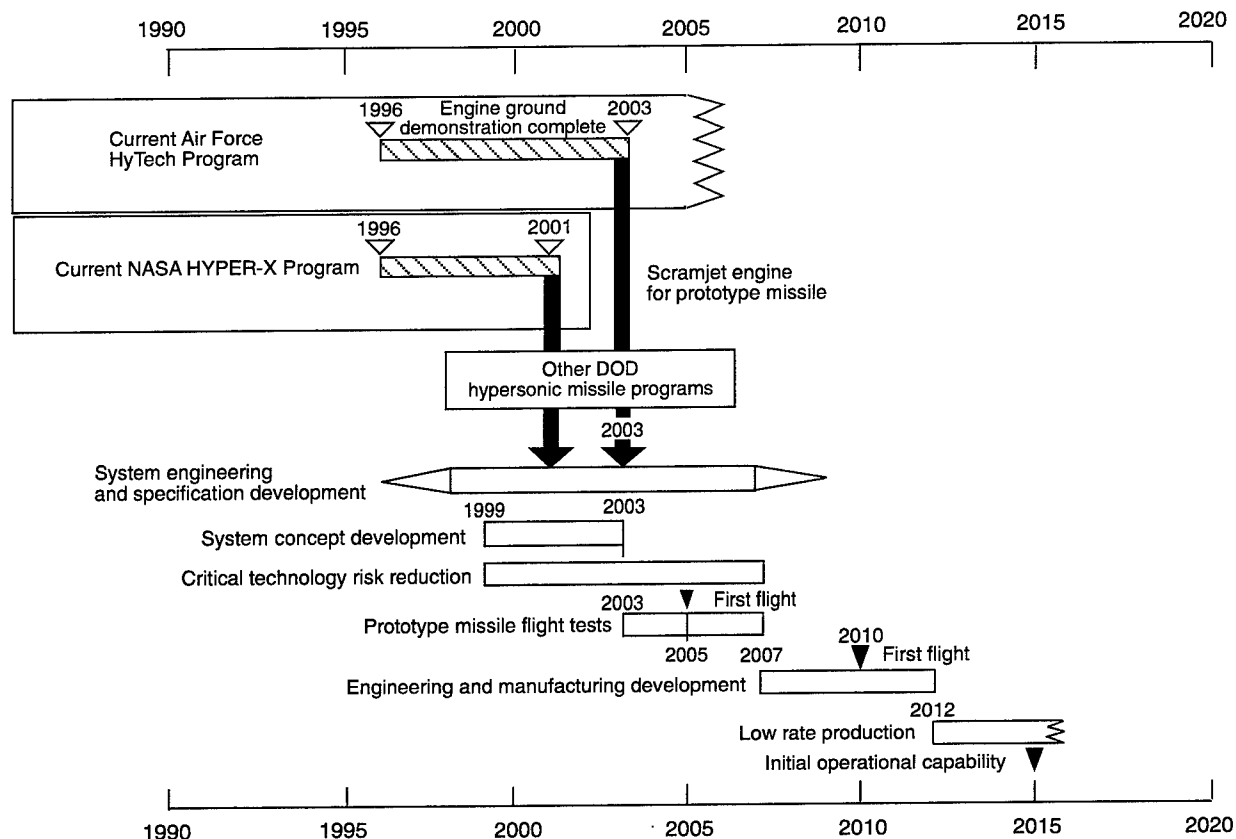 1990 1995 2000 2005 2010 2015 2020
1996 Engine ground 2003
demonstration complete
Current Air Force
HyTech Program
1996 2001
Current NASA HYPER-X Program
Scramjet engine
for prototype missile
Other DOD
hypersonic missile programs
2003
System engineering
and specification development
1999 2003
System concept development
Critical technology risk reduction
2003 First flight
Prototype missile flight tests
2005 2007 2010
First flight
Engineering and manufacturing development
2012
Low rate production
Initial operational capability
1990 1995 2000 2005 2010 2015 2020